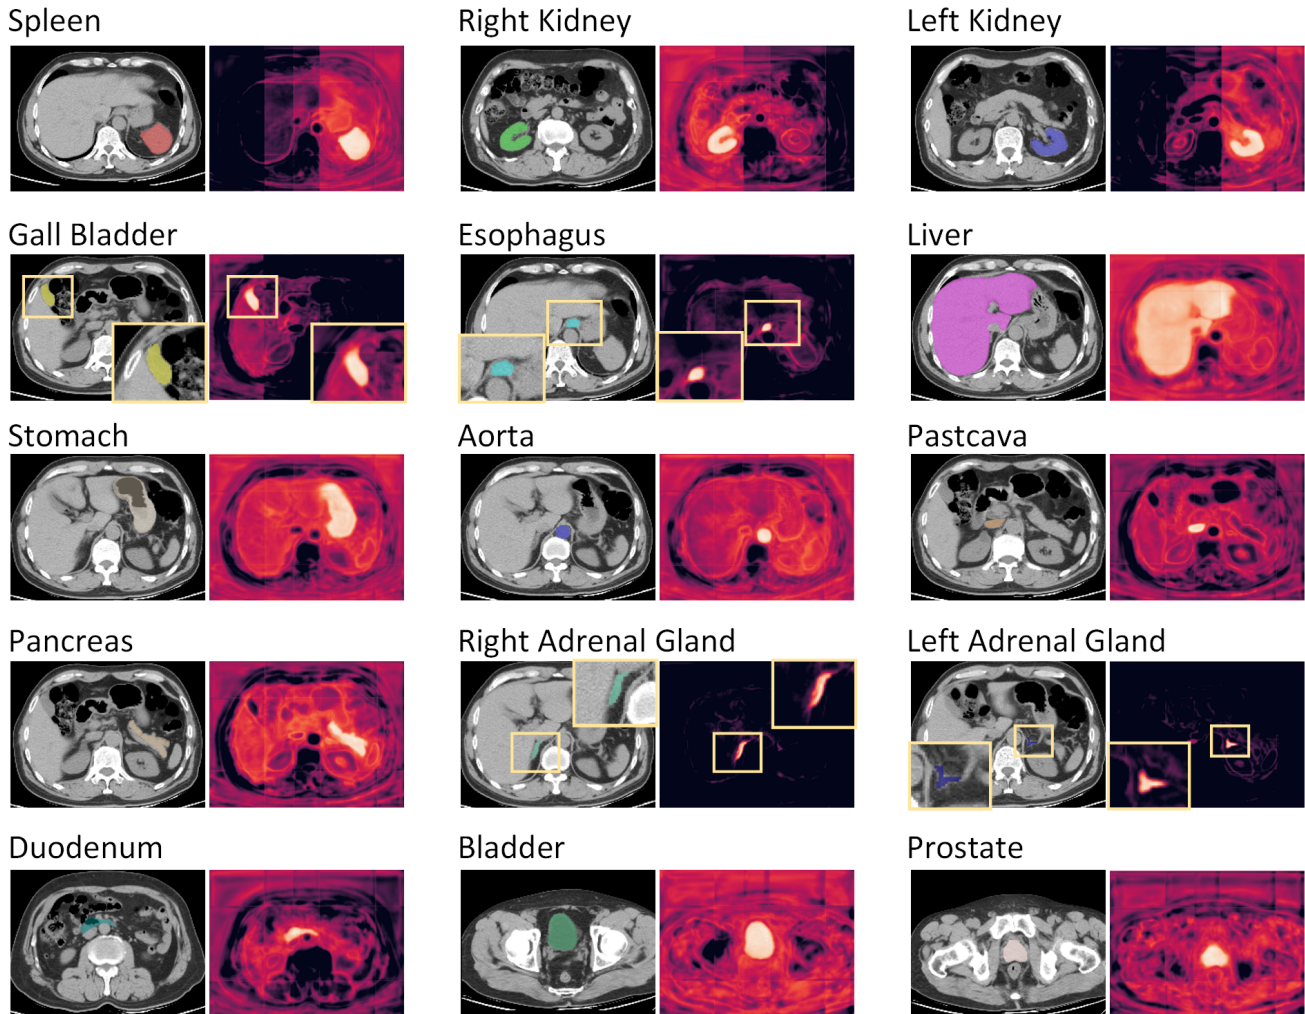 Spleen
Right Kidney
Left Kidney
Gall Bladder
Esophagus
Liver
Stomach
Aorta
Pastcava
Pancreas
Right Adrenal Gland
Left Adrenal Gland
Duodenum
Bladder
Prostate